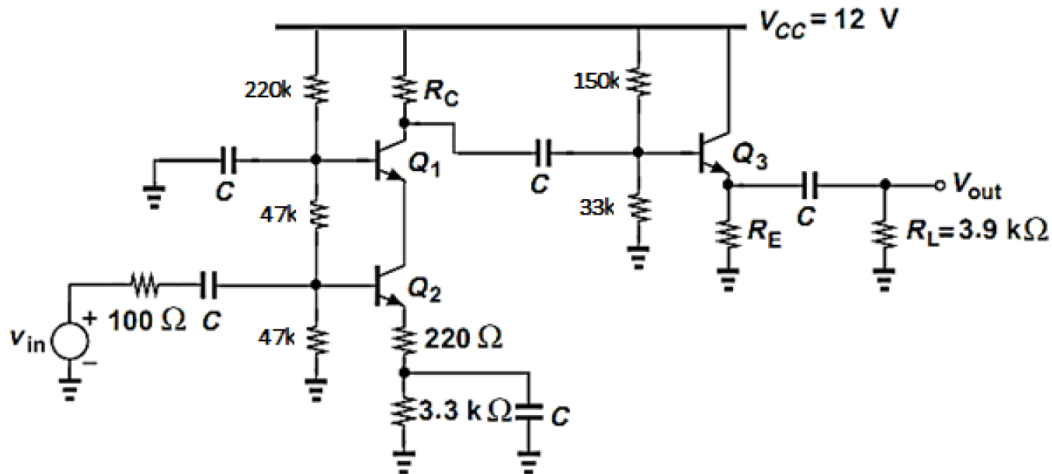 V_CC = 12 V
220k
R_C
150k
Q_1
Q_3
C
C
C
V_out
47k
33k
R_E
R_L = 3.9 kΩ
Q_2
v_in
+
−
100 Ω
C
47k
220 Ω
3.3 k Ω
C